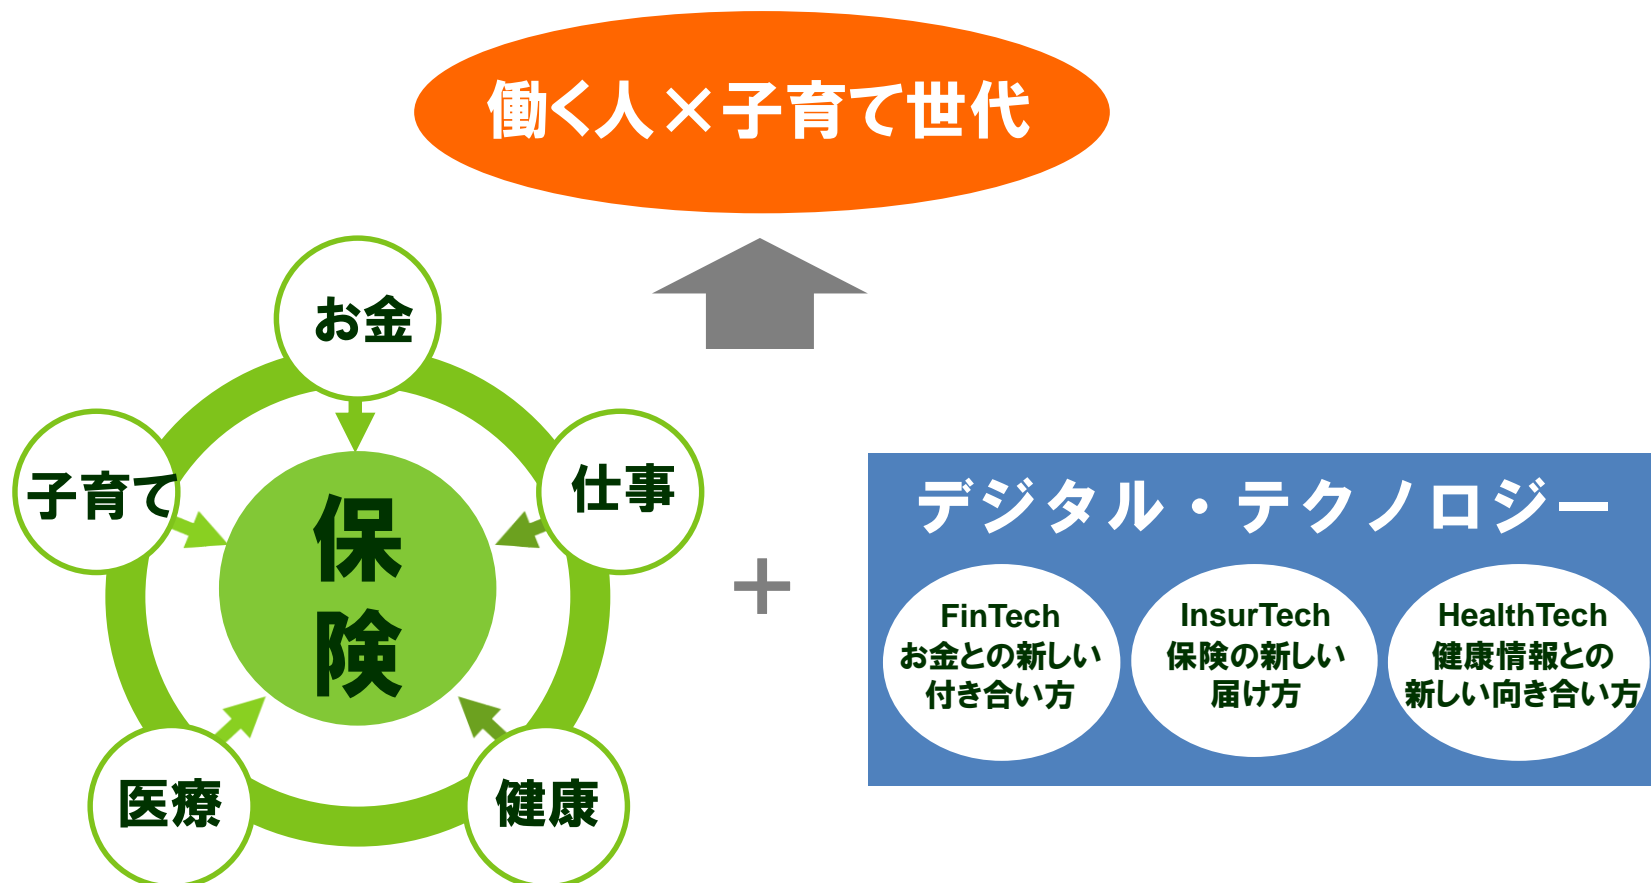 働く人×子育て世代
お金
子育て
仕事
保
険
医療
健康
+
デジタル・テクノロジー
FinTech
お金との新しい
付き合い方
InsurTech
保険の新しい
届け方
HealthTech
健康情報との
新しい向き合い方